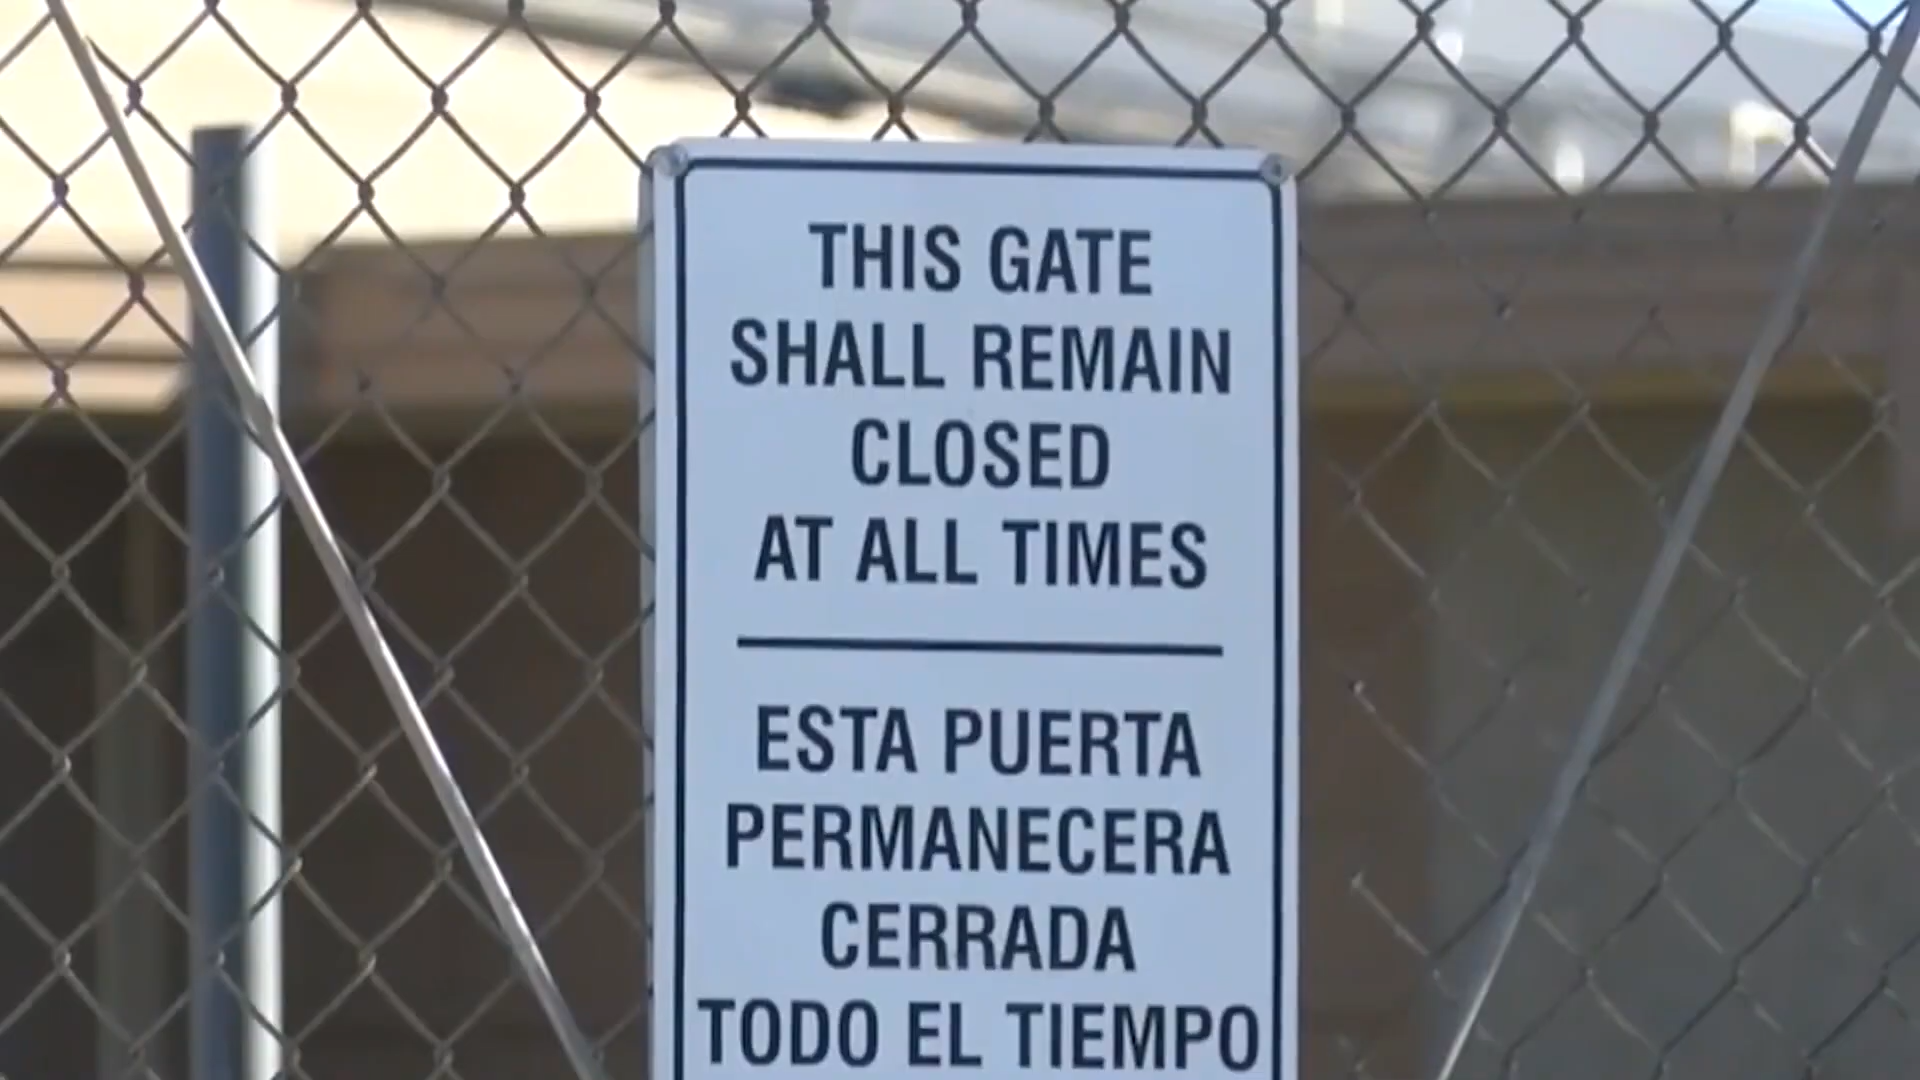 THIS GATE
SHALL REMAIN
CLOSED
AT ALL TIMES
ESTA PUERTA
PERMANECERA
CERRADA
TODO EL TIEMPO